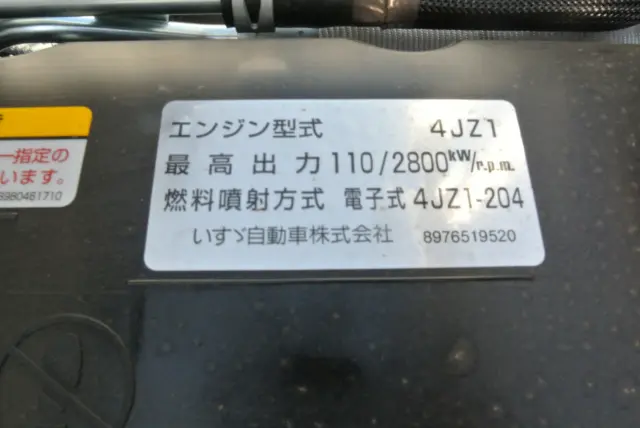 エンジン型式 4JZ1
最高出力 110/2800kW/r.p.m.
燃料噴射方式 電子式 4JZ1-204
いすゞ自動車株式会社 8976519520
ー指定の
います。
8980461710